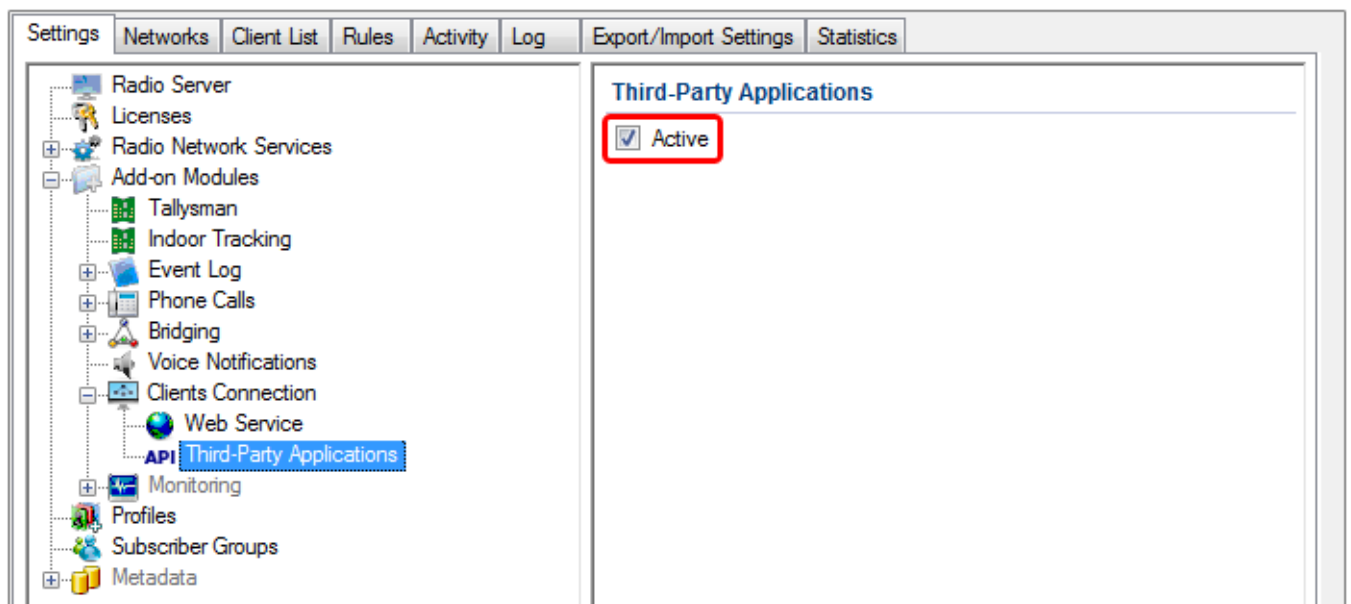 Settings Networks Client List Rules Activity Log Export/Import Settings Statistics
Radio Server
Licenses
Radio Network Services
Add-on Modules
Tallysman
Indoor Tracking
Event Log
Phone Calls
Bridging
Voice Notifications
Clients Connection
Web Service
API Third-Party Applications
Monitoring
Profiles
Subscriber Groups
Metadata
Third-Party Applications
Active